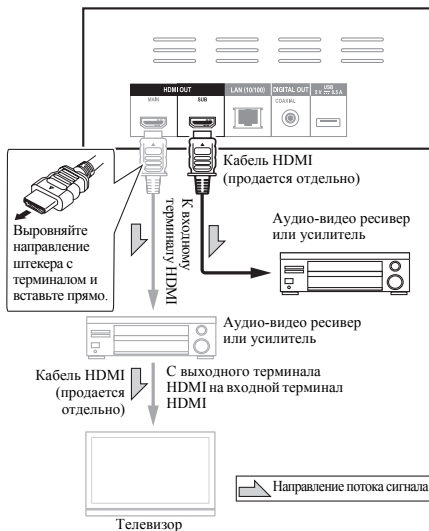 HDMI OUT
MAIN
SUB
LAN (10/100)
DIGITAL OUT
COAXIAL
USB
5 V 0.5 A
Кабель HDMI
(продается отдельно)
Выровняйте
направление
штекера с
терминалом и
вставьте прямо.
К входному
терминалу HDMI
Аудио-видео ресивер
или усилитель
Аудио-видео ресивер
или усилитель
Кабель HDMI
(продается
отдельно)
С выходного терминала
HDMI на входной терминал
HDMI
Направление потока сигнала
Телевизор